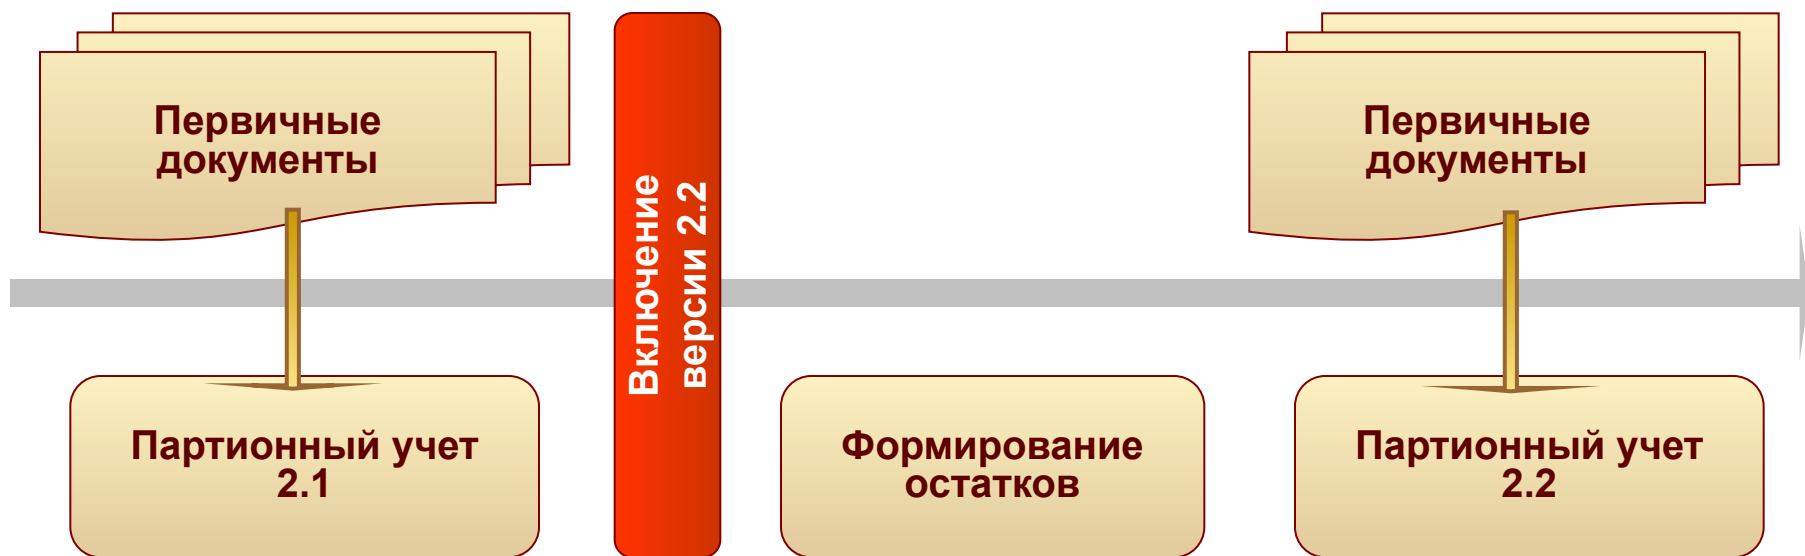 Первичные
документы
Включение
версии 2.2
Первичные
документы
Партионный учет
2.1
Формирование
остатков
Партионный учет
2.2